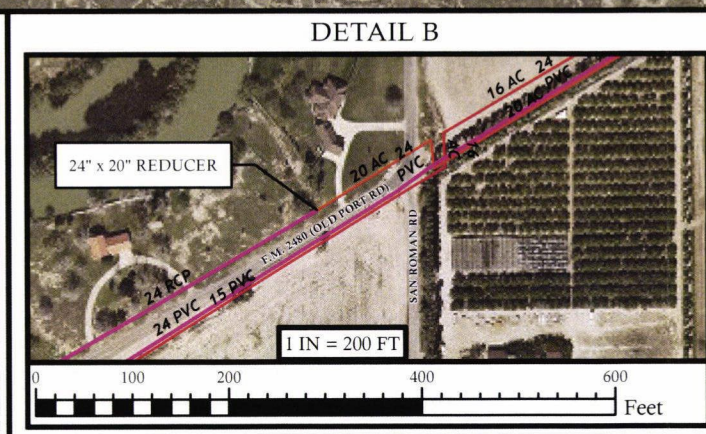 DETAIL B
16 AC 24
20 AC PVC
24" x 20" REDUCER
20 AC 24
PVC
F.M. 2480 (OLD PORT RD)
SAN ROMAN RD
24 RCP
24 PVC 15 PVC
1 IN = 200 FT
0 100 200 400 600
Feet